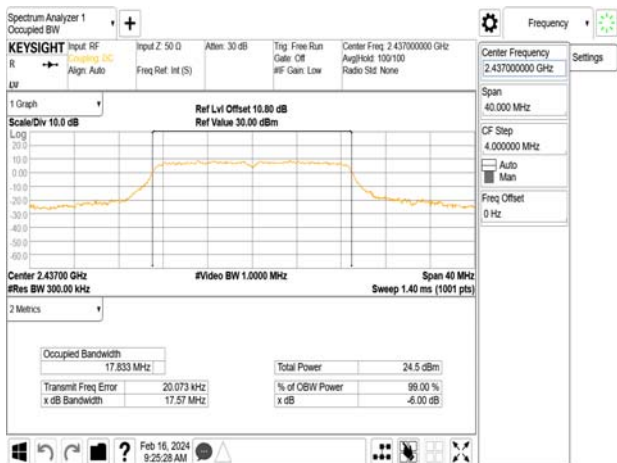 Spectrum Analyzer 1
Occupied BW
Frequency
KEYSIGHT Input: RF Input Z: 50 Ω Atten: 30 dB Trig: Free Run Center Freq: 2.437000000 GHz
R Coupling: DC Gate: Off Avg|Hold: 100/100
Align: Auto Freq Ref: Int (S) #IF Gain: Low Radio Std: None
Center Frequency
2.437000000 GHz
Settings
Span
40.000 MHz
CF Step
4.000000 MHz
Auto
Man
Freq Offset
0 Hz
1 Graph
Scale/Div 10.0 dB
Ref Lvl Offset 10.80 dB
Ref Value 30.00 dBm
Log
20.0
10.0
0.00
-10.0
-20.0
-30.0
-40.0
-50.0
-60.0
Center 2.43700 GHz #Video BW 1.0000 MHz Span 40 MHz
#Res BW 300.00 kHz Sweep 1.40 ms (1001 pts)
2 Metrics
Occupied Bandwidth
17.833 MHz Total Power 24.5 dBm
Transmit Freq Error 20.073 kHz % of OBW Power 99.00 %
x dB Bandwidth 17.57 MHz x dB -6.00 dB
Feb 16, 2024
9:25:28 AM